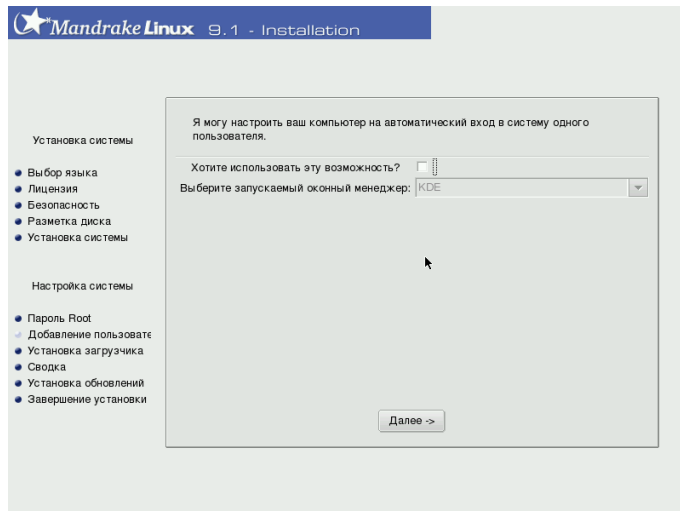 Mandrake Linux 9.1 - Installation
Установка системы
Выбор языка
Лицензия
Безопасность
Разметка диска
Установка системы
Настройка системы
Пароль Root
Добавление пользовате
Установка загрузчика
Сводка
Установка обновлений
Завершение установки
Я могу настроить ваш компьютер на автоматический вход в систему одного
пользователя.
Хотите использовать эту возможность?
Выберите запускаемый оконный менеджер: KDE
Далее ->